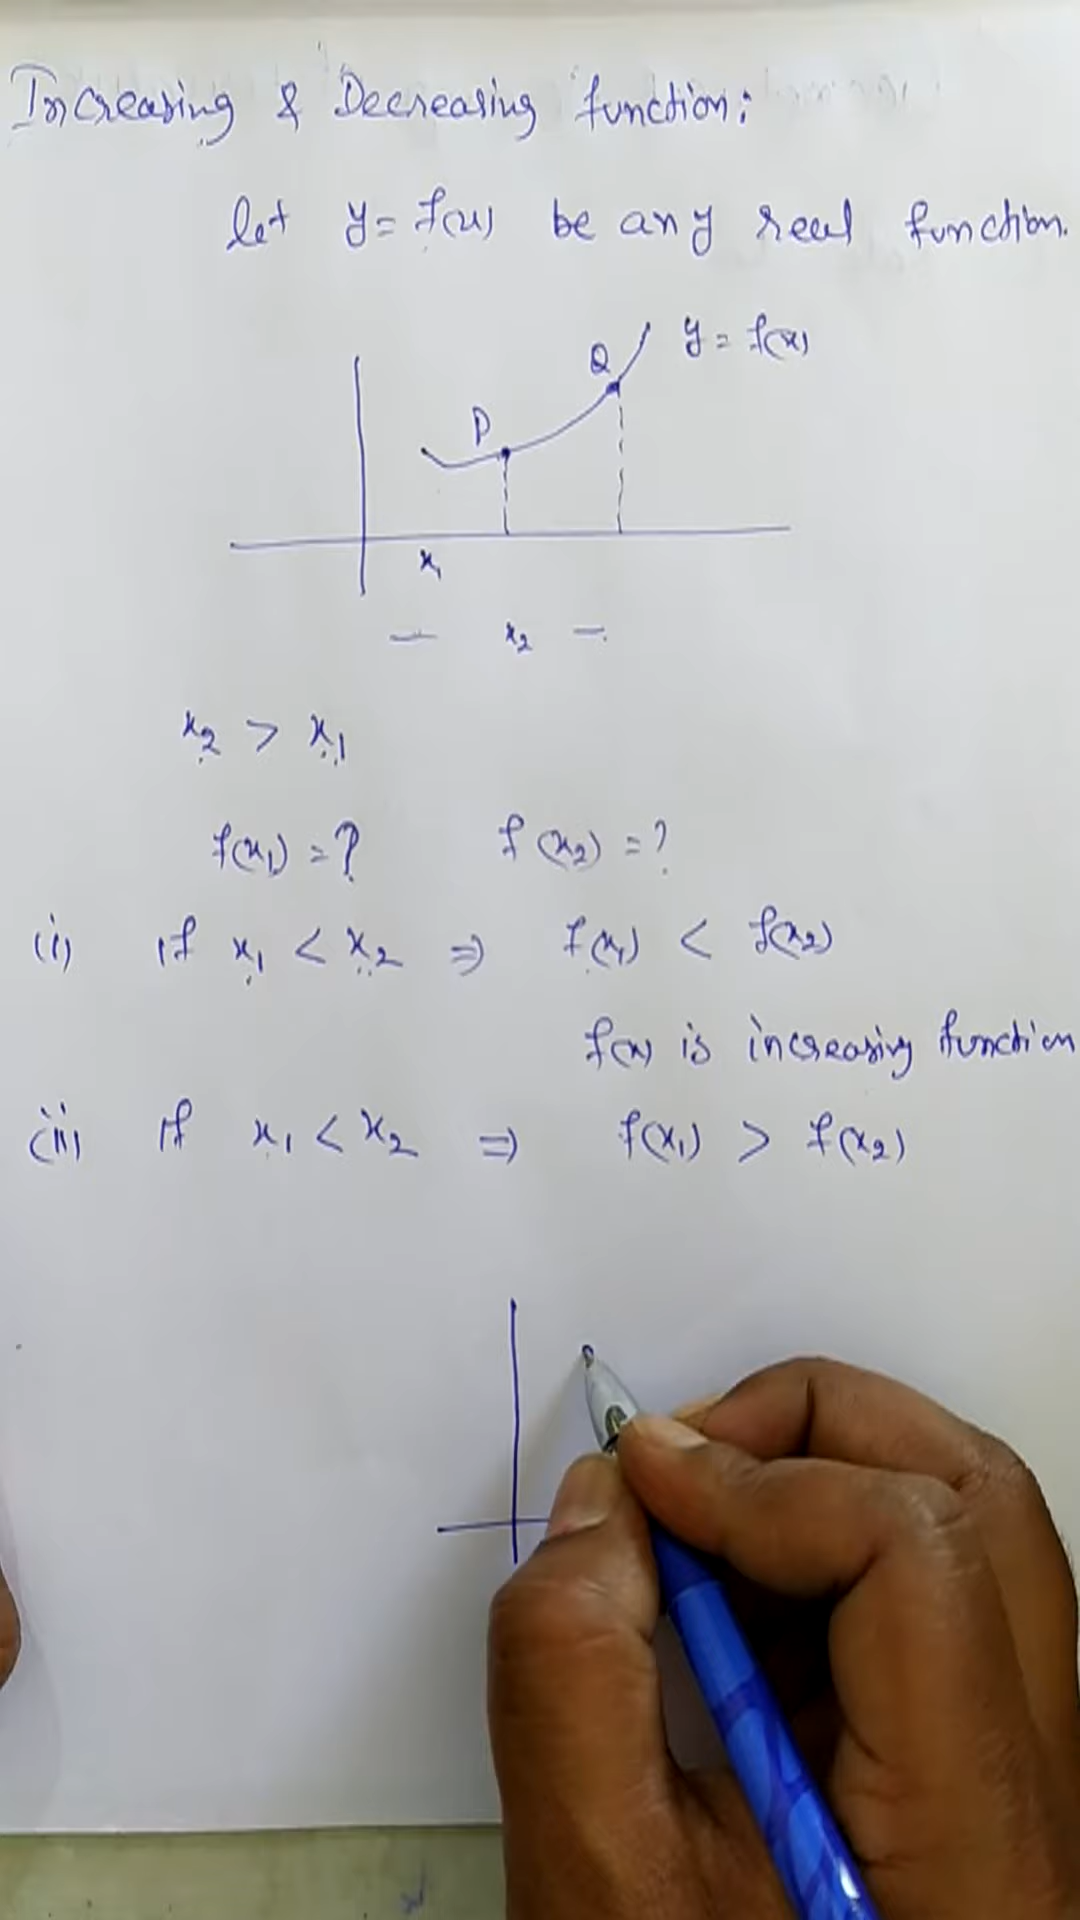 Increasing & Decreasing function:
let y = f(x) be any real function.
Q y = f(x)
P
x₁
— x₂ —
x₂ > x₁
f(x₁) = ? f(x₂) = ?
(i) if x₁ < x₂ ⇒ f(x₁) < f(x₂)
f(x) is increasing function
(ii) if x₁ < x₂ ⇒ f(x₁) > f(x₂)